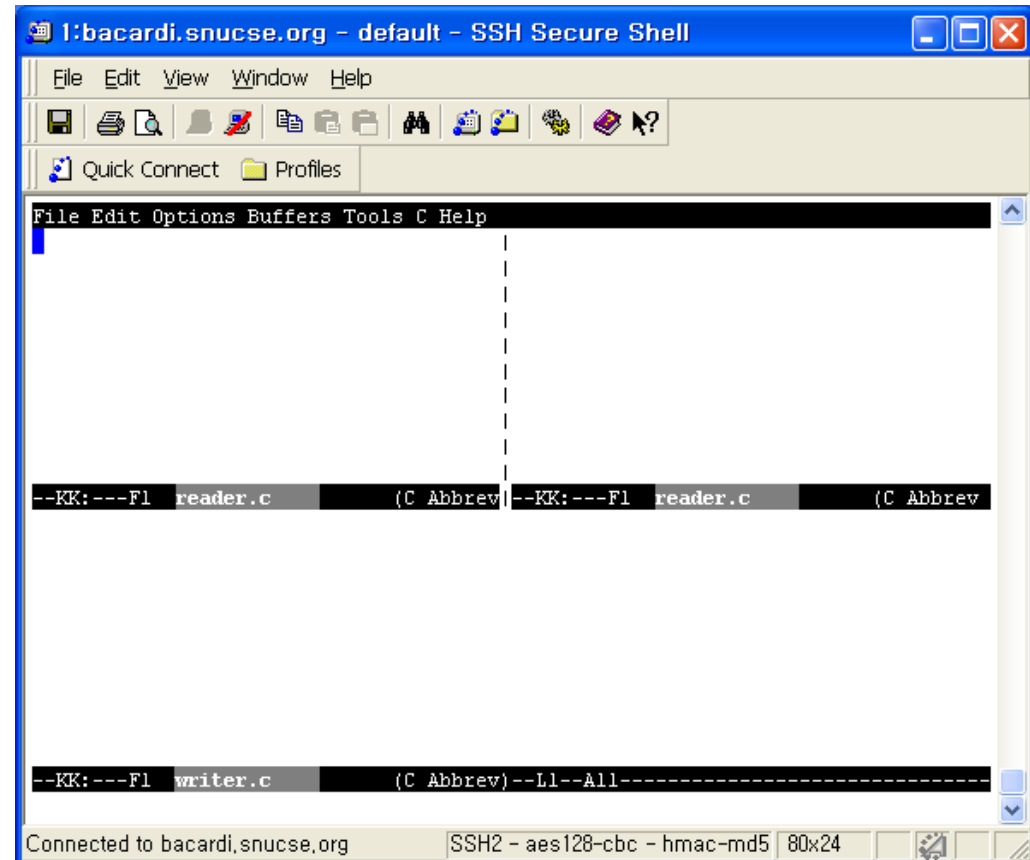 1:bacardi.snucse.org - default - SSH Secure Shell
File Edit View Window Help
Quick Connect Profiles
File Edit Options Buffers Tools C Help
--KK:---F1 reader.c (C Abbrev|--KK:---F1 reader.c (C Abbrev
--KK:---F1 writer.c (C Abbrev)--L1--All--------------------------------
Connected to bacardi.snucse.org SSH2 - aes128-cbc - hmac-md5 80x24